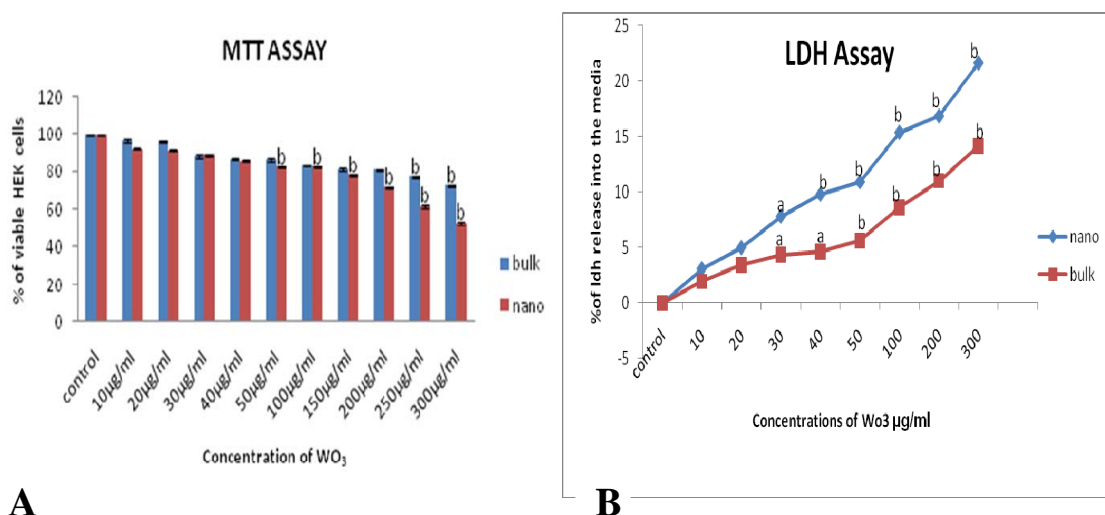 MTT ASSAY
120
100
80
60
40
20
0
% of viable HEK cells
b b b b b b
b b
b
b
bulk
nano
control
10µg/ml
20µg/ml
30µg/ml
40µg/ml
50µg/ml
100µg/ml
150µg/ml
200µg/ml
250µg/ml
300µg/ml
Concentration of WO₃
A
LDH Assay
25
20
15
10
5
0
-5
%of ldh release into the media
a b b b b b
a a b b b b
nano
bulk
control
10
20
30
40
50
100
200
300
Concentrations of Wo3 µg/ml
B